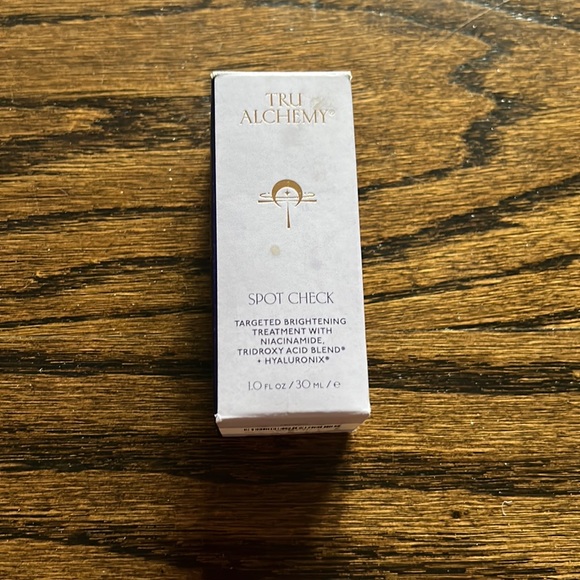 TRU
ALCHEMY®
SPOT CHECK
TARGETED BRIGHTENING
TREATMENT WITH
NIACINAMIDE,
TRIDROXY ACID BLEND®
+ HYALURONIX®
1.0 FL OZ / 30 ML / ℮